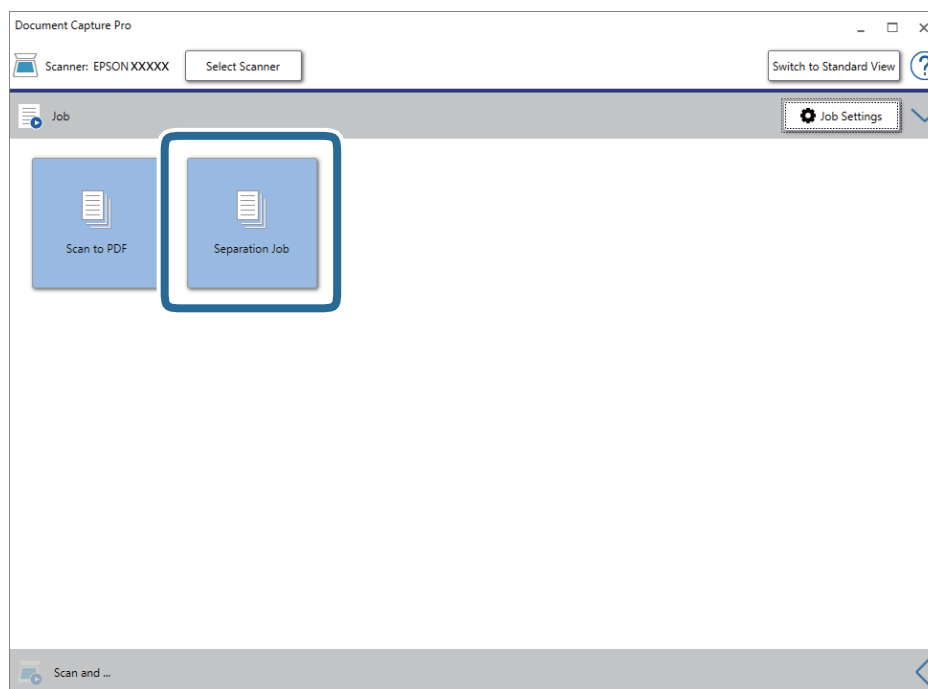 Document Capture Pro
Scanner: EPSON XXXXX
Select Scanner
Switch to Standard View
?
Job
Job Settings
Scan to PDF
Separation Job
Scan and ...